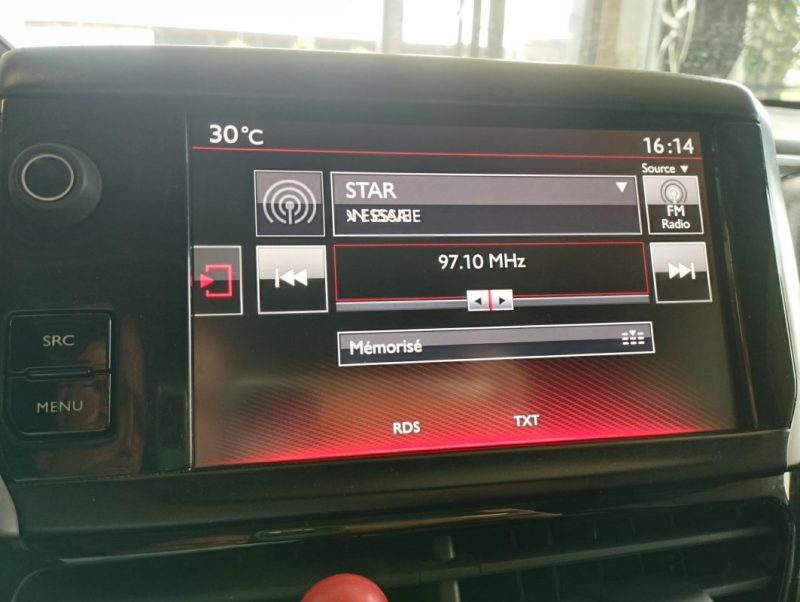 30°C
16:14
Source ▼
STAR ▼
FM
Radio
97.10 MHz
SRC
Mémorisé
MENU
RDS TXT